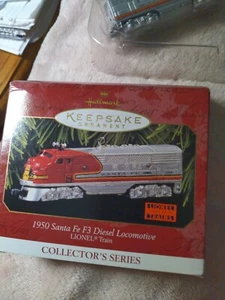 Hallmark
KEEPSAKE
ORNAMENT
1950 Santa Fe F3 Diesel Locomotive
LIONEL® Train
COLLECTOR'S SERIES